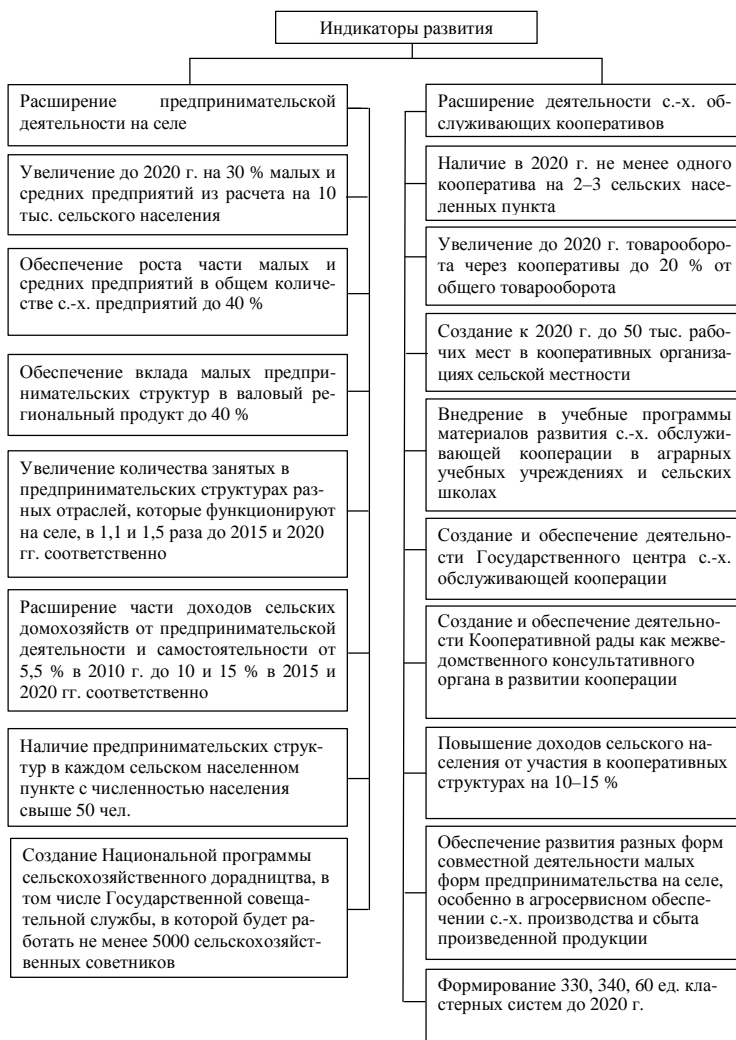 Индикаторы развития
Расширение предпринимательской
деятельности на селе
Увеличение до 2020 г. на 30 % малых и
средних предприятий из расчета на 10
тыс. сельского населения
Обеспечение роста части малых и
средних предприятий в общем количе-
стве с.-х. предприятий до 40 %
Обеспечение вклада малых предпри-
нимательских структур в валовый ре-
гиональный продукт до 40 %
Увеличение количества занятых в
предпринимательских структурах раз-
ных отраслей, которые функционируют
на селе, в 1,1 и 1,5 раза до 2015 и 2020
гг. соответственно
Расширение части доходов сельских
домохозяйств от предпринимательской
деятельности и самостоятельности от
5,5 % в 2010 г. до 10 и 15 % в 2015 и
2020 гг. соответственно
Наличие предпринимательских струк-
тур в каждом сельском населенном
пункте с численностью населения
свыше 50 чел.
Создание Национальной программы
сельскохозяйственного дорадництва, в
том числе Государственной совеща-
тельной службы, в которой будет ра-
ботать не менее 5000 сельскохозяйст-
венных советников
Расширение деятельности с.-х. об-
служивающих кооперативов
Наличие в 2020 г. не менее одного
кооператива на 2–3 сельских насе-
ленных пункта
Увеличение до 2020 г. товарооборо-
та через кооперативы до 20 % от
общего товарооборота
Создание к 2020 г. до 50 тыс. рабо-
чих мест в кооперативных организа-
циях сельской местности
Внедрение в учебные программы
материалов развития с.-х. обслужи-
вающей кооперации в аграрных
учебных учреждениях и сельских
школах
Создание и обеспечение деятельно-
сти Государственного центра с.-х.
обслуживающей кооперации
Создание и обеспечение деятельно-
сти Кооперативной рады как межве-
домственного консультативного
органа в развитии кооперации
Повышение доходов сельского на-
селения от участия в кооперативных
структурах на 10–15 %
Обеспечение развития разных форм
совместной деятельности малых
форм предпринимательства на селе,
особенно в агросервисном обеспе-
чении с.-х. производства и сбыта
произведенной продукции
Формирование 330, 340, 60 ед. кла-
стерных систем до 2020 г.